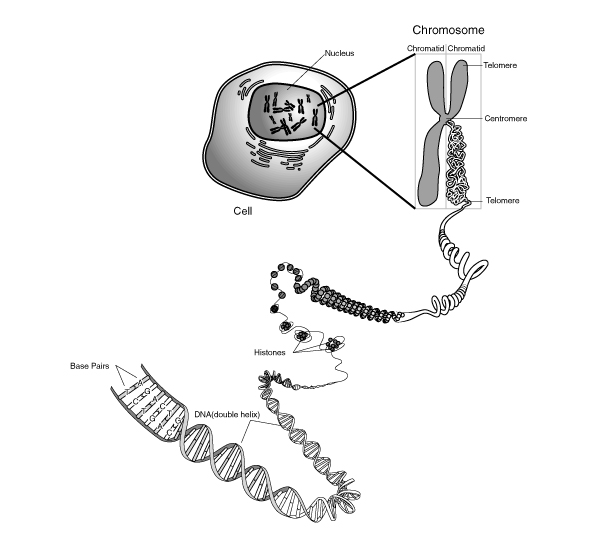 Chromosome
Chromatid Chromatid
Nucleus
Telomere
Centromere
Telomere
Cell
Histones
Base Pairs
DNA(double helix)